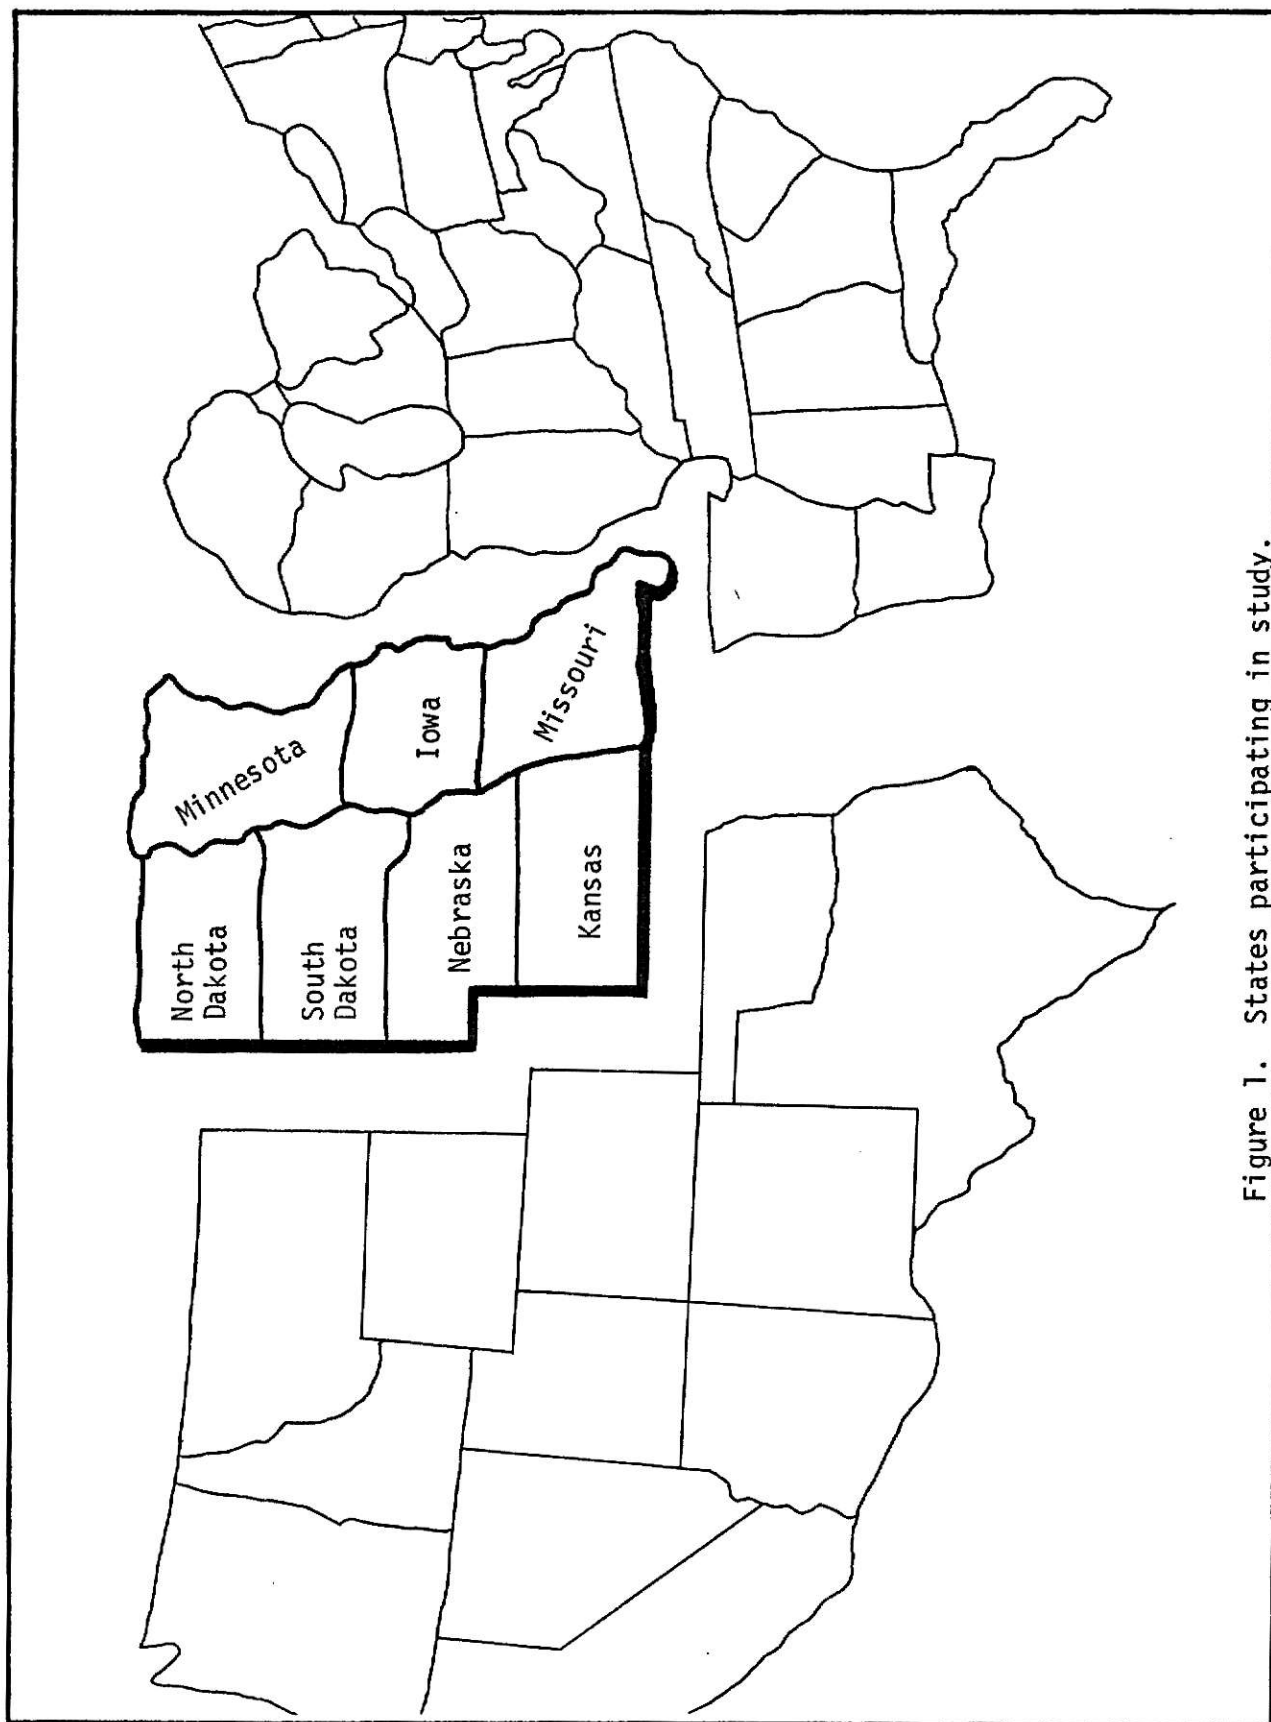 North
Dakota
Minnesota
South
Dakota
Iowa
Nebraska
Missouri
Kansas
Figure 1. States participating in study.